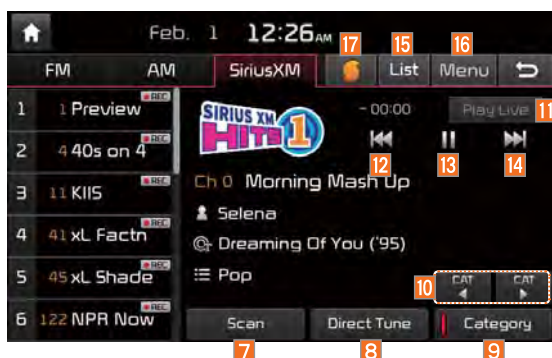 Feb. 1 12:26 AM
17 15 16
FM AM SiriusXM List Menu
1 1 Preview REC
2 4 40s on 4 REC
3 11 KIIS REC
4 41 xL Factn REC
5 45 xL Shade REC
6 122 NPR Now REC
SIRIUS XM HITS 1
- 00:00 Play Live 11
12 13 14
Ch 0 Morning Mash Up
Selena
Dreaming Of You ('95)
Pop
10 CAT CAT
Scan Direct Tune Category
7 8 9